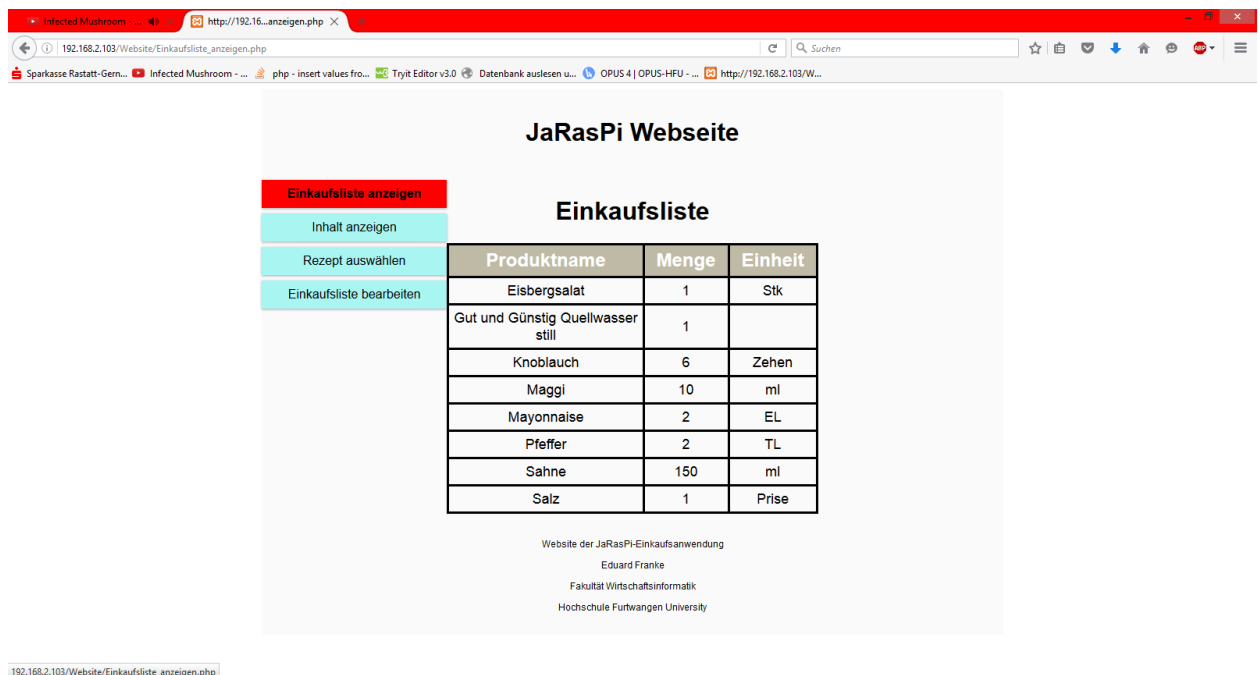 Infected Mushroom - ...
http://192.16...anzeigen.php
192.168.2.103/Website/Einkaufsliste_anzeigen.php
Suchen
ABP
Sparkasse Rastatt-Gern... Infected Mushroom - ... php - insert values fro... Tryit Editor v3.0 Datenbank auslesen u... OPUS 4 | OPUS-HFU - ... http://192.168.2.103/W...
JaRasPi Webseite
Einkaufsliste anzeigen
Inhalt anzeigen
Rezept auswählen
Einkaufsliste bearbeiten
Einkaufsliste
Produktname Menge Einheit
Eisbergsalat 1 Stk
Gut und Günstig Quellwasser
still 1
Knoblauch 6 Zehen
Maggi 10 ml
Mayonnaise 2 EL
Pfeffer 2 TL
Sahne 150 ml
Salz 1 Prise
Website der JaRasPi-Einkaufsanwendung
Eduard Franke
Fakultät Wirtschaftsinformatik
Hochschule Furtwangen University
192.168.2.103/Website/Einkaufsliste_anzeigen.php